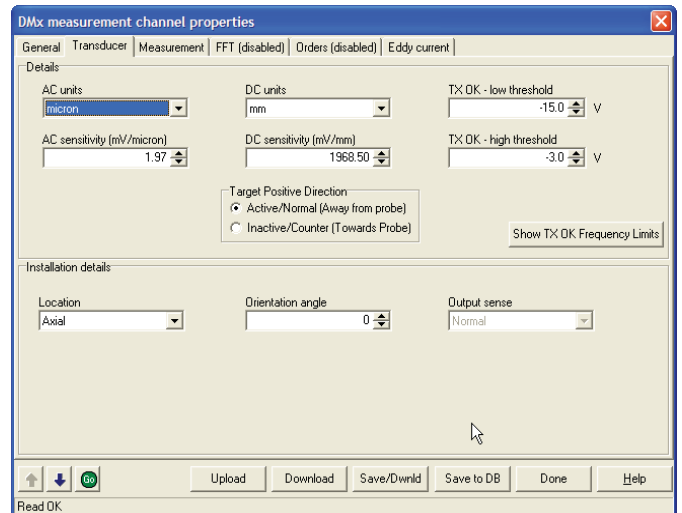 DMx measurement channel properties
General Transducer Measurement FFT (disabled) Orders (disabled) Eddy current
Details
AC units DC units TX OK - low threshold
micron mm -15.0 V
AC sensitivity (mV/micron) DC sensitivity (mV/mm) TX OK - high threshold
1.97 1968.50 -3.0 V
Target Positive Direction
Active/Normal (Away from probe)
Inactive/Counter (Towards Probe)
Show TX OK Frequency Limits
Installation details
Location Orientation angle Output sense
Axial 0 Normal
Go Upload Download Save/Dwnld Save to DB Done Help
Read OK